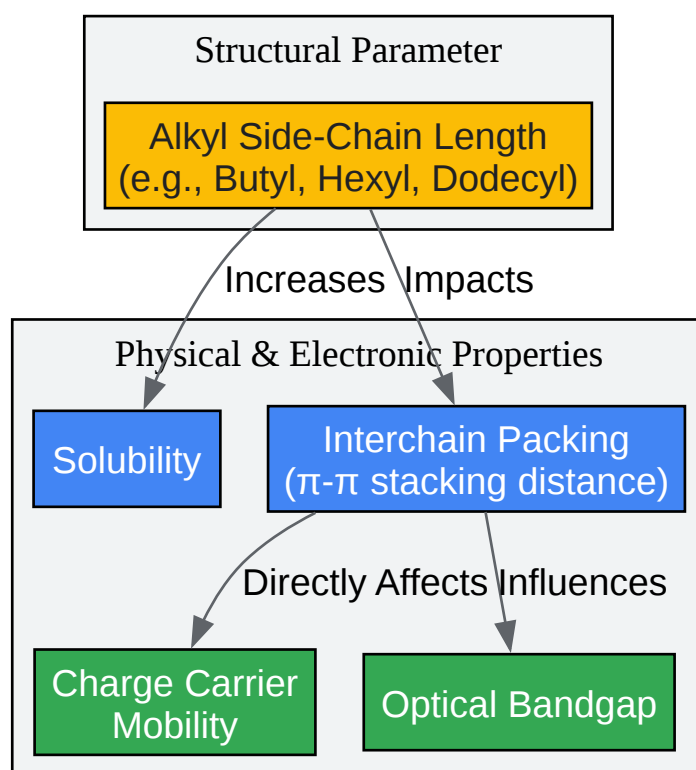 Structural Parameter
Alkyl Side-Chain Length
(e.g., Butyl, Hexyl, Dodecyl)
Increases
Impacts
Physical & Electronic Properties
Solubility
Interchain Packing
(π-π stacking distance)
Directly Affects
Influences
Charge Carrier
Mobility
Optical Bandgap